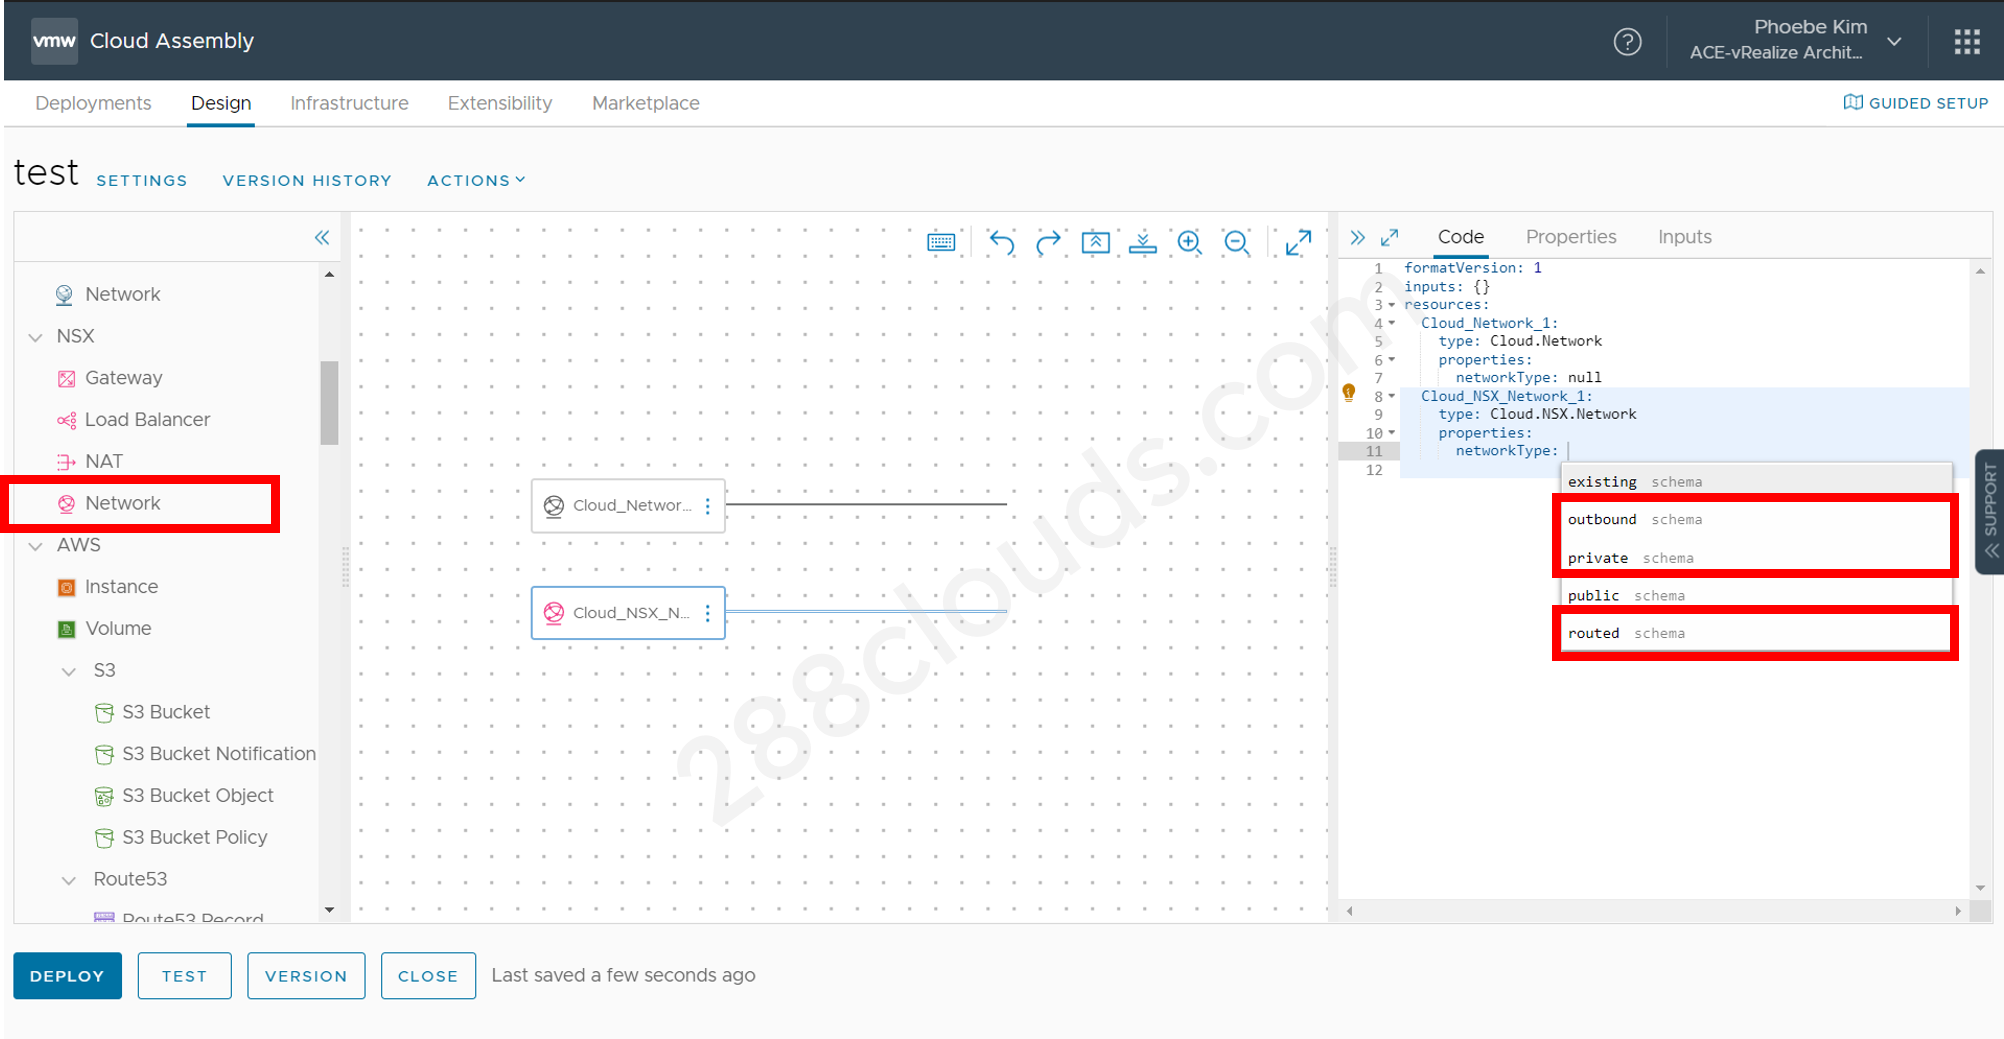 vmw Cloud Assembly
Phoebe Kim
ACE-vRealize Archit...
Deployments Design Infrastructure Extensibility Marketplace
GUIDED SETUP
test SETTINGS VERSION HISTORY ACTIONS
Network
NSX
Gateway
Load Balancer
NAT
Network
AWS
Instance
Volume
S3
S3 Bucket
S3 Bucket Notification
S3 Bucket Object
S3 Bucket Policy
Route53
Route53 Record
Cloud_Networ...
Cloud_NSX_N...
Code Properties Inputs
1 formatVersion: 1
2 inputs: {}
3 resources:
4 Cloud_Network_1:
5 type: Cloud.Network
6 properties:
7 networkType: null
8 Cloud_NSX_Network_1:
9 type: Cloud.NSX.Network
10 properties:
11 networkType:
12
existing schema
outbound schema
private schema
public schema
routed schema
SUPPORT
288clouds.com
DEPLOY TEST VERSION CLOSE Last saved a few seconds ago